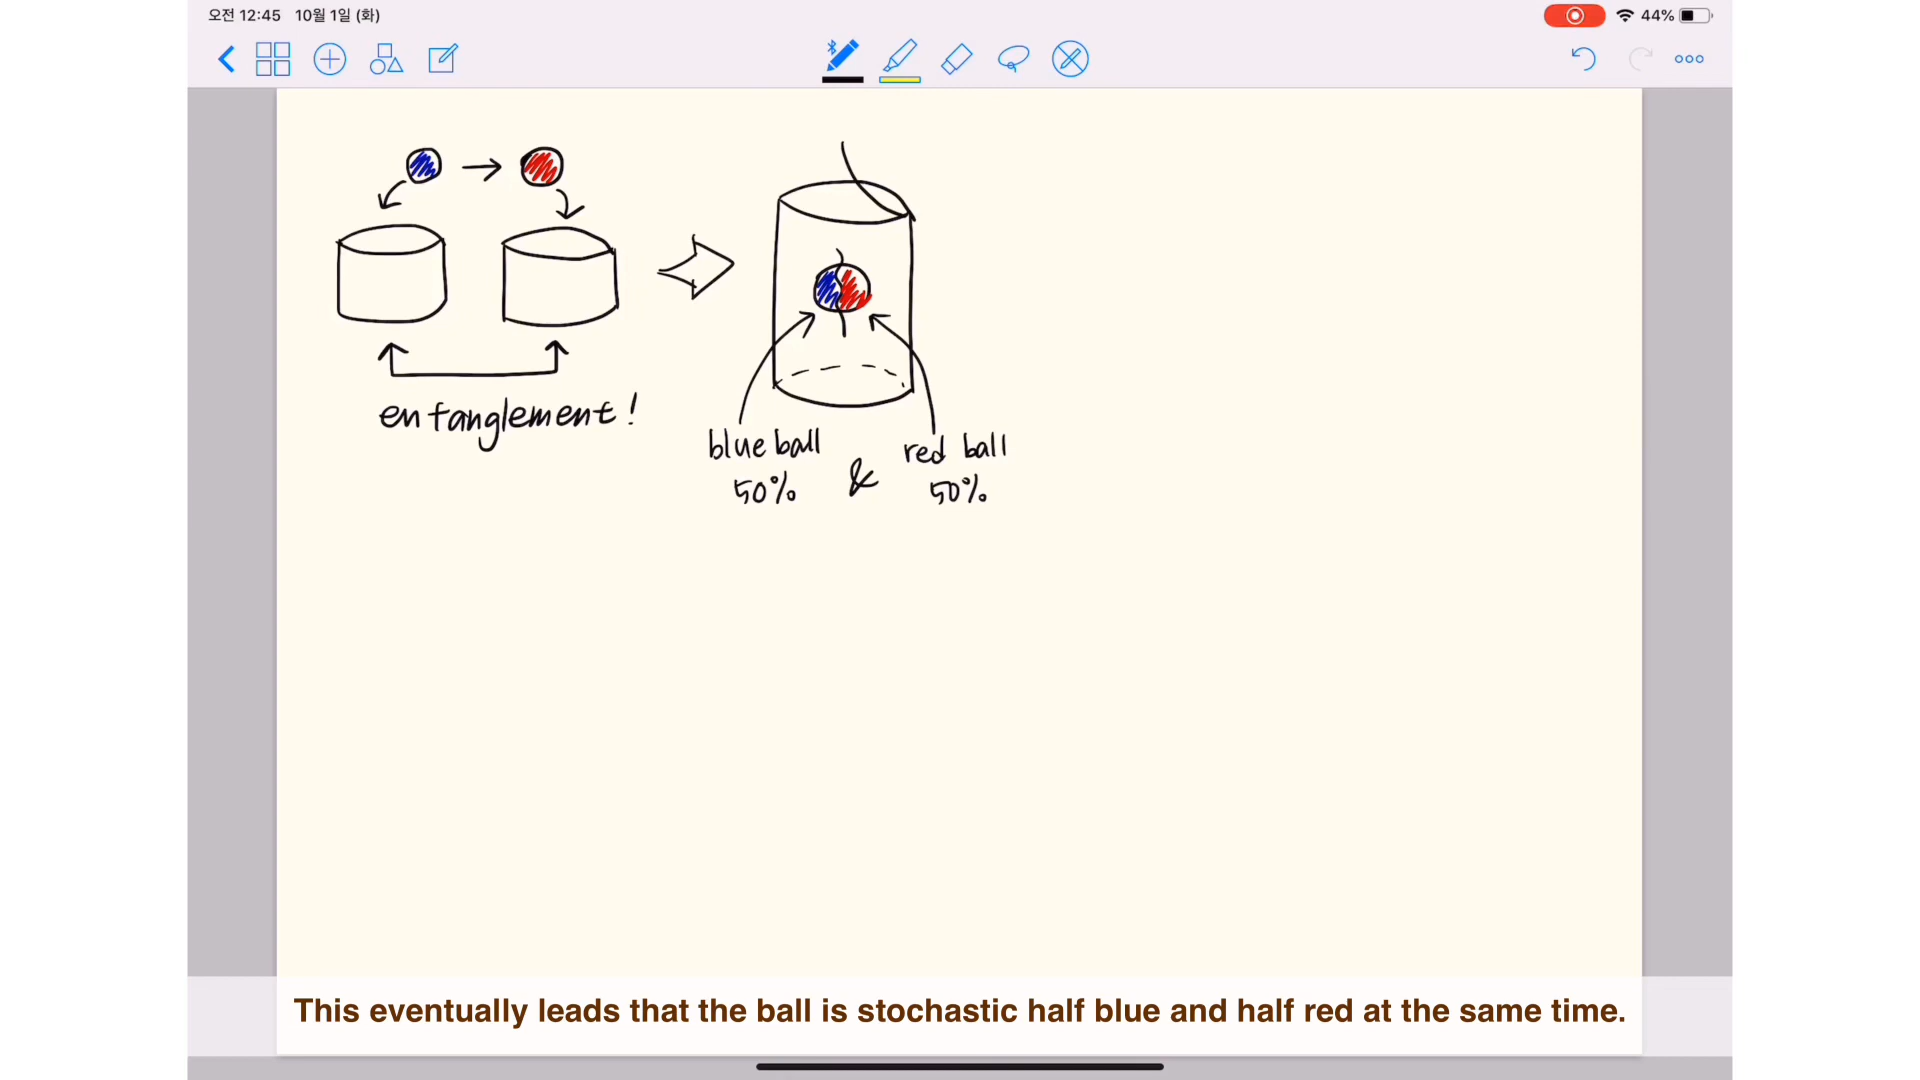 오전 12:45 10월 1일 (화)
44%
entanglement!
blue ball & red ball
50% 50%
This eventually leads that the ball is stochastic half blue and half red at the same time.